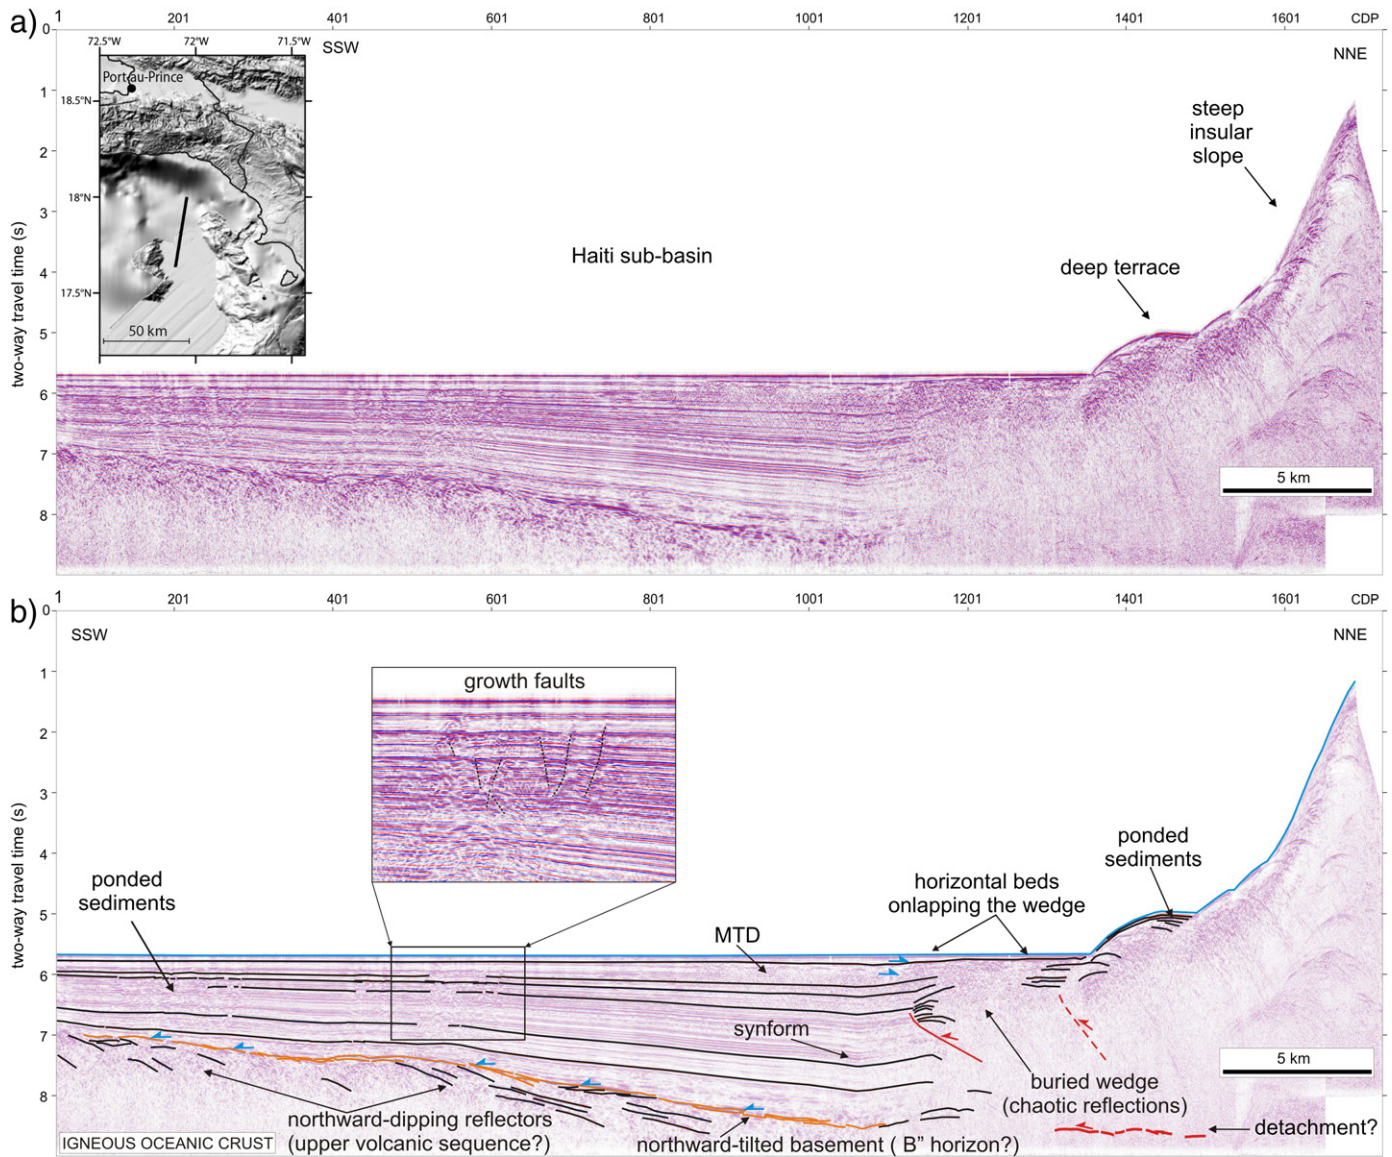 a)
1 201 401 601 801 1001 1201 1401 1601 CDP
0
SSW
NNE
72.5°W 72°W 71.5°W
Port-au-Prince
18.5°N
18°N
17.5°N
50 km
1
2
3
4
5
6
7
8
two-way travel time (s)
steep
insular
slope
Haiti sub-basin
deep terrace
5 km
b)
1 201 401 601 801 1001 1201 1401 1601 CDP
0
SSW
NNE
1
2
3
4
5
6
7
8
two-way travel time (s)
growth faults
ponded
sediments
ponded
sediments
horizontal beds
onlapping the wedge
MTD
synform
5 km
buried wedge
(chaotic reflections)
northward-dipping reflectors
(upper volcanic sequence?)
northward-tilted basement ( B” horizon?)
detachment?
IGNEOUS OCEANIC CRUST